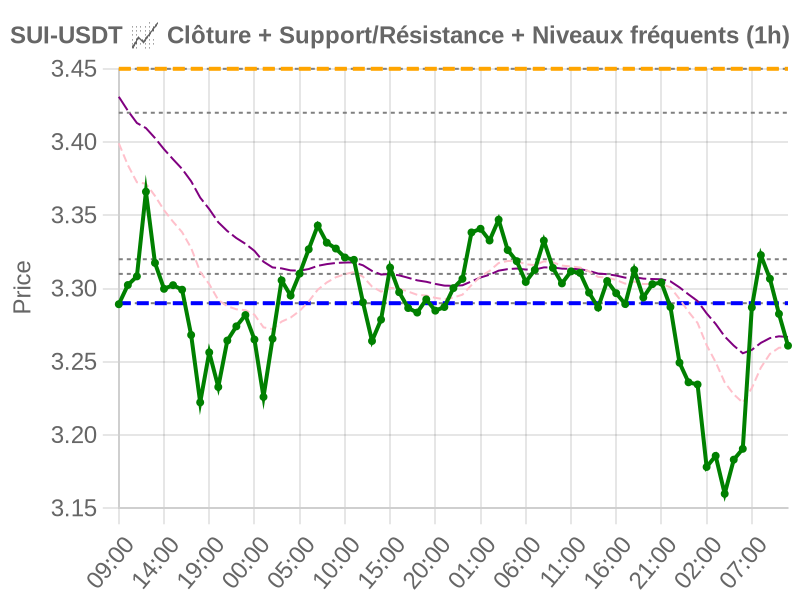 SUI-USDT 📈 Clôture + Support/Résistance + Niveaux fréquents (1h)
3.45
3.40
3.35
3.30
3.25
3.20
3.15
Price
09:00 14:00 19:00 00:00 05:00 10:00 15:00 20:00 01:00 06:00 11:00 16:00 21:00 02:00 07:00